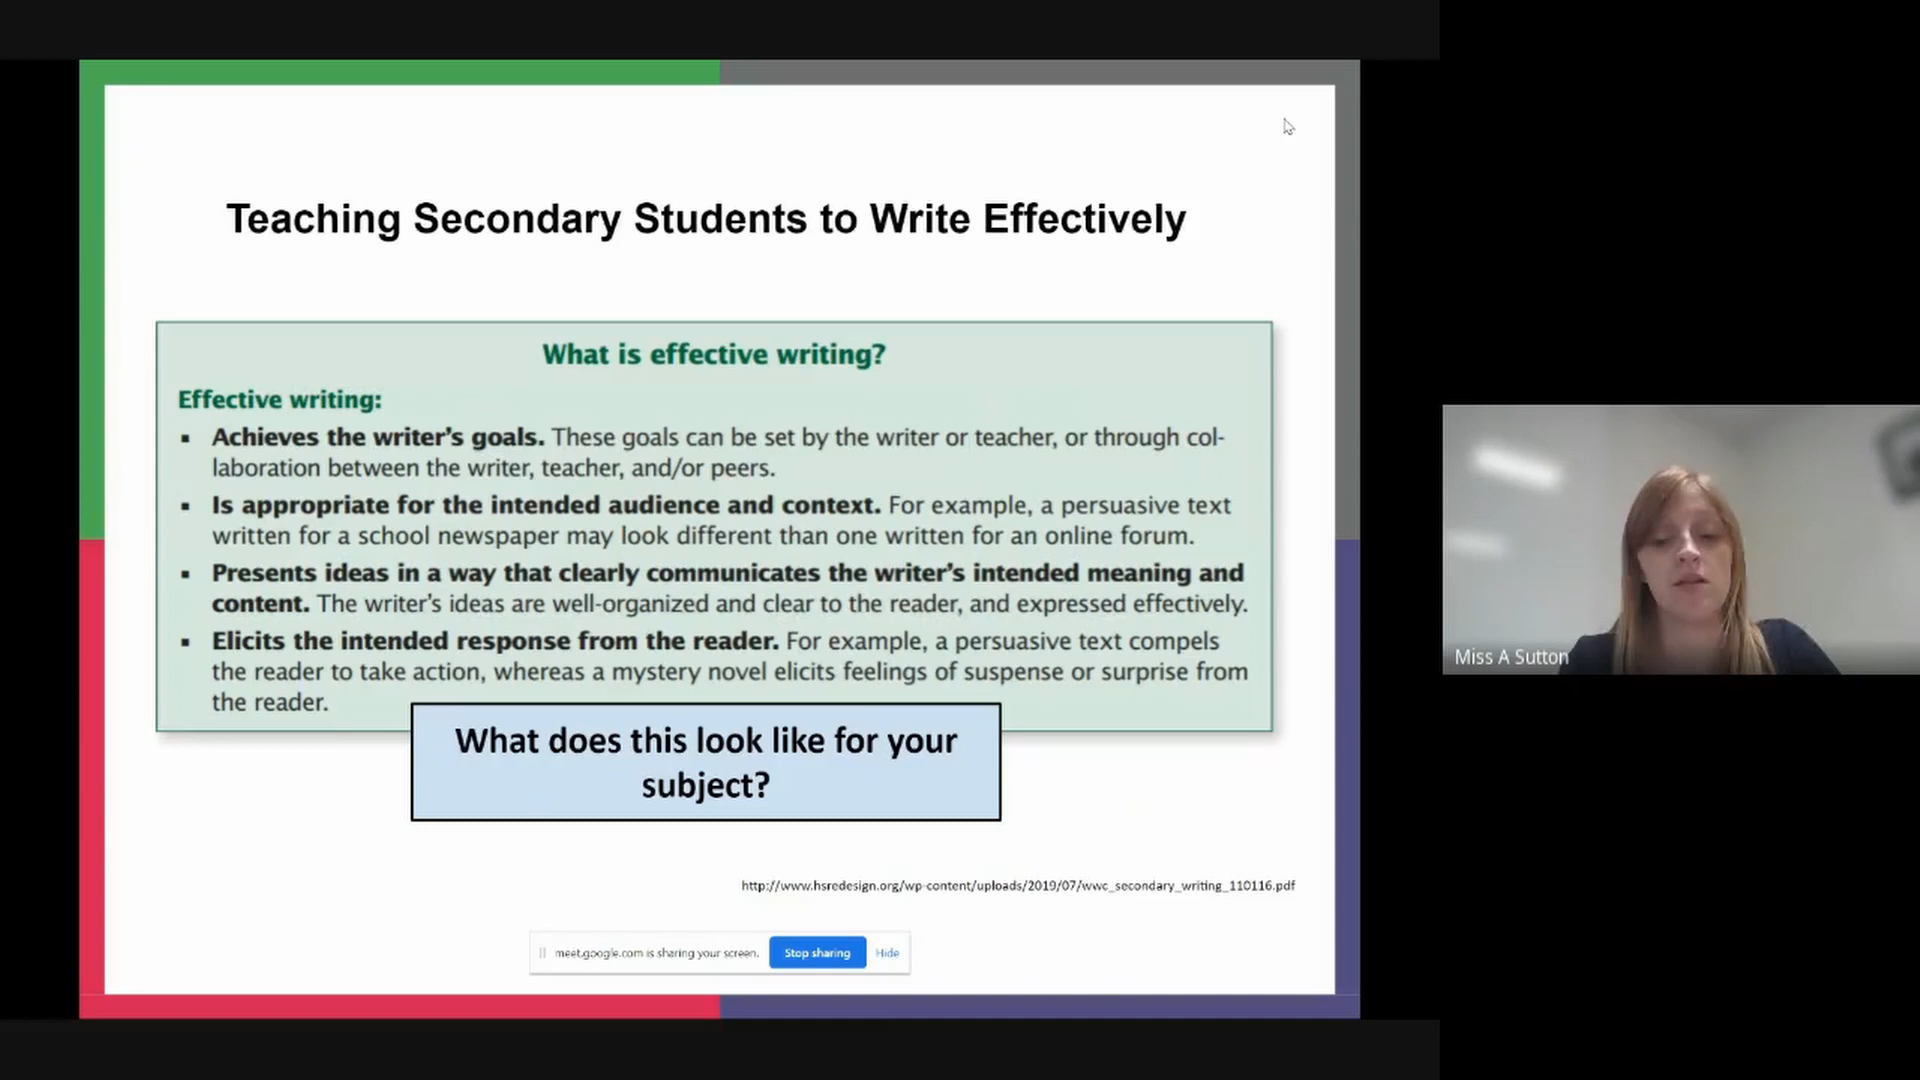 Teaching Secondary Students to Write Effectively
What is effective writing?
Effective writing:
▪ Achieves the writer's goals. These goals can be set by the writer or teacher, or through col-
laboration between the writer, teacher, and/or peers.
▪ Is appropriate for the intended audience and context. For example, a persuasive text
written for a school newspaper may look different than one written for an online forum.
▪ Presents ideas in a way that clearly communicates the writer's intended meaning and
content. The writer's ideas are well-organized and clear to the reader, and expressed effectively.
▪ Elicits the intended response from the reader. For example, a persuasive text compels
the reader to take action, whereas a mystery novel elicits feelings of suspense or surprise from
the reader.
What does this look like for your
subject?
http://www.hsredesign.org/wp-content/uploads/2019/07/wwc_secondary_writing_110116.pdf
meet.google.com is sharing your screen. Stop sharing Hide
Miss A Sutton